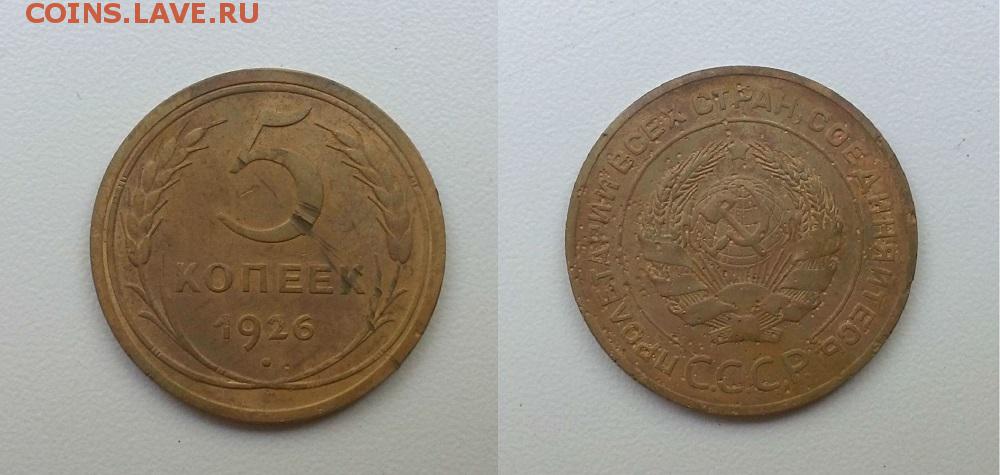 COINS.LAVE.RU
5
КОПЕЕК
1926
ПРОЛЕТАРИИ ВСЕХ СТРАН, СОЕДИНЯЙТЕСЬ
С.С.С.Р.